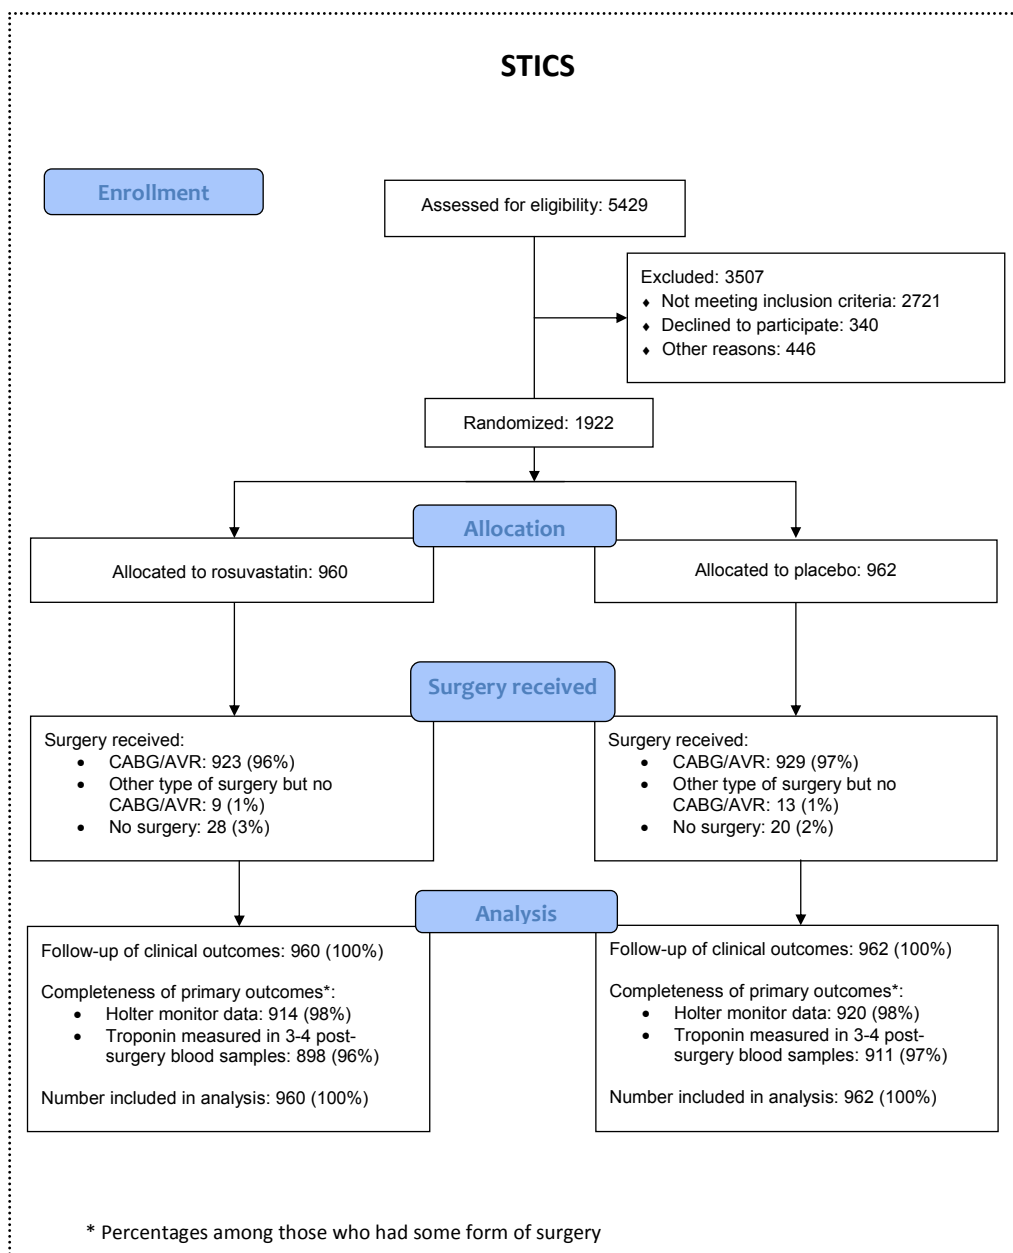 STICS
Enrollment
Assessed for eligibility: 5429
Excluded: 3507
♦ Not meeting inclusion criteria: 2721
♦ Declined to participate: 340
♦ Other reasons: 446
Randomized: 1922
Allocation
Allocated to rosuvastatin: 960
Allocated to placebo: 962
Surgery received
Surgery received:
• CABG/AVR: 923 (96%)
• Other type of surgery but no
CABG/AVR: 9 (1%)
• No surgery: 28 (3%)
Surgery received:
• CABG/AVR: 929 (97%)
• Other type of surgery but no
CABG/AVR: 13 (1%)
• No surgery: 20 (2%)
Analysis
Follow-up of clinical outcomes: 960 (100%)
Completeness of primary outcomes*:
• Holter monitor data: 914 (98%)
• Troponin measured in 3-4 post-
surgery blood samples: 898 (96%)
Number included in analysis: 960 (100%)
Follow-up of clinical outcomes: 962 (100%)
Completeness of primary outcomes*:
• Holter monitor data: 920 (98%)
• Troponin measured in 3-4 post-
surgery blood samples: 911 (97%)
Number included in analysis: 962 (100%)
* Percentages among those who had some form of surgery